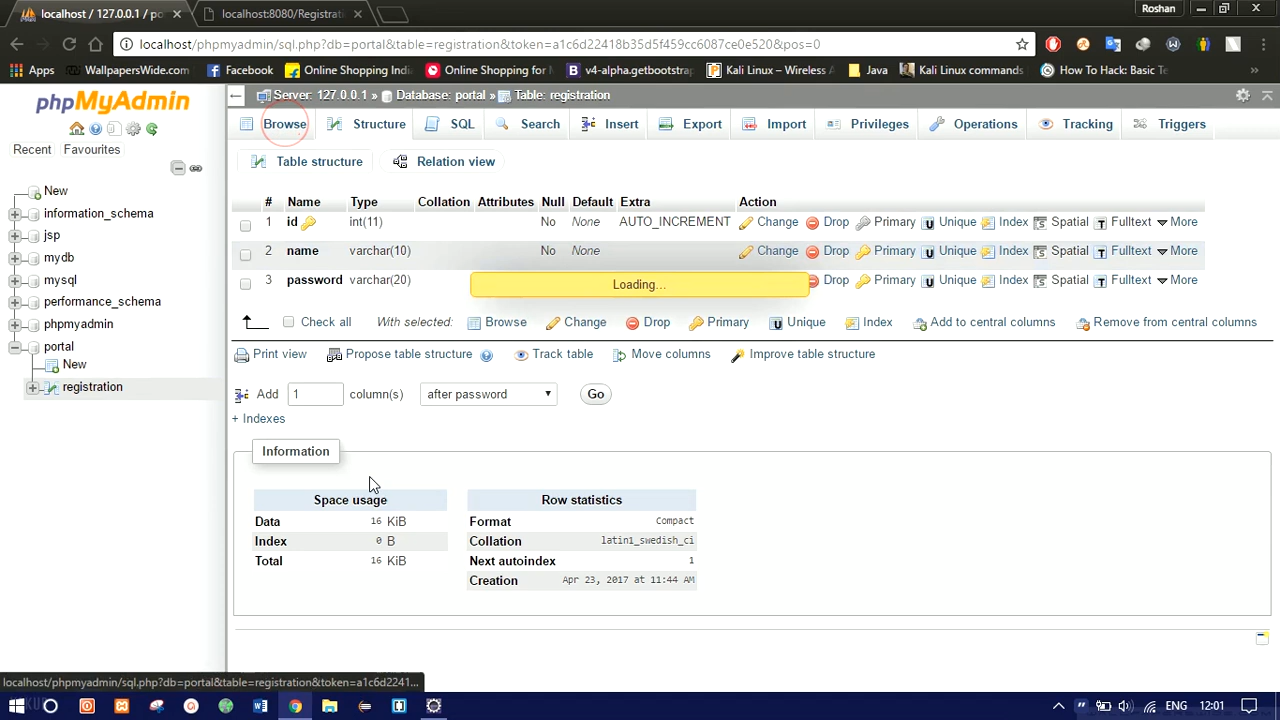 localhost / 127.0.0.1 / po
localhost:8080/Registrati
Roshan
localhost/phpmyadmin/sql.php?db=portal&table=registration&token=a1c6d22418b35d5f459cc6087ce0e520&pos=0
Apps WallpapersWide.com Facebook Online Shopping Indi Online Shopping for M v4-alpha.getbootstrap Kali Linux – Wireless A Java Kali Linux commands How To Hack: Basic Te
phpMyAdmin
Server: 127.0.0.1 » Database: portal » Table: registration
Browse Structure SQL Search Insert Export Import Privileges Operations Tracking Triggers
Recent Favourites
Table structure Relation view
New
information_schema
jsp
mydb
mysql
performance_schema
phpmyadmin
portal
New
registration
# Name Type Collation Attributes Null Default Extra Action
1 id int(11) No None AUTO_INCREMENT Change Drop Primary Unique Index Spatial Fulltext More
2 name varchar(10) No None Change Drop Primary Unique Index Spatial Fulltext More
3 password varchar(20) Drop Primary Unique Index Spatial Fulltext More
Loading...
Check all With selected: Browse Change Drop Primary Unique Index Add to central columns Remove from central columns
Print view Propose table structure Track table Move columns Improve table structure
Add 1 column(s) after password Go
+ Indexes
Information
Space usage
Data 16 KiB
Index 0 B
Total 16 KiB
Row statistics
Format Compact
Collation latin1_swedish_ci
Next autoindex 1
Creation Apr 23, 2017 at 11:44 AM
localhost/phpmyadmin/sql.php?db=portal&table=registration&token=a1c6d2241...
ENG 12:01